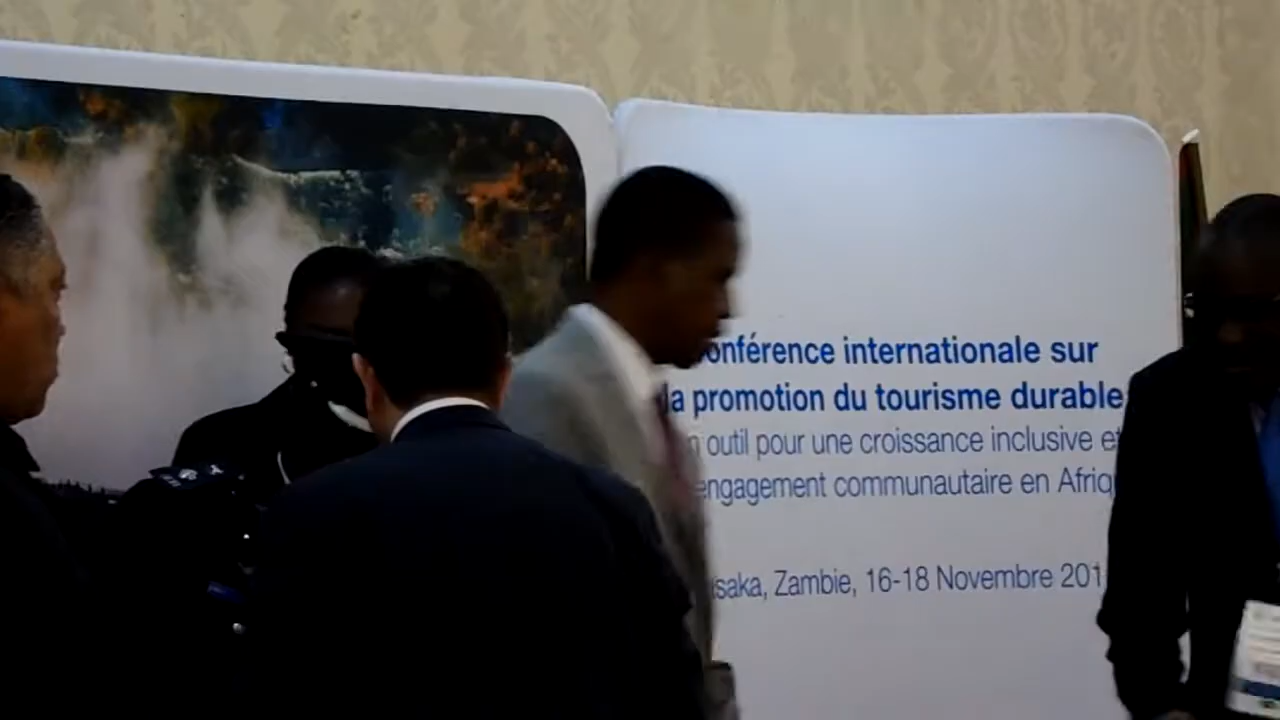 onférence internationale sur
la promotion du tourisme durable
outil pour une croissance inclusive et
engagement communautaire en Afriq
saka, Zambie, 16-18 Novembre 201